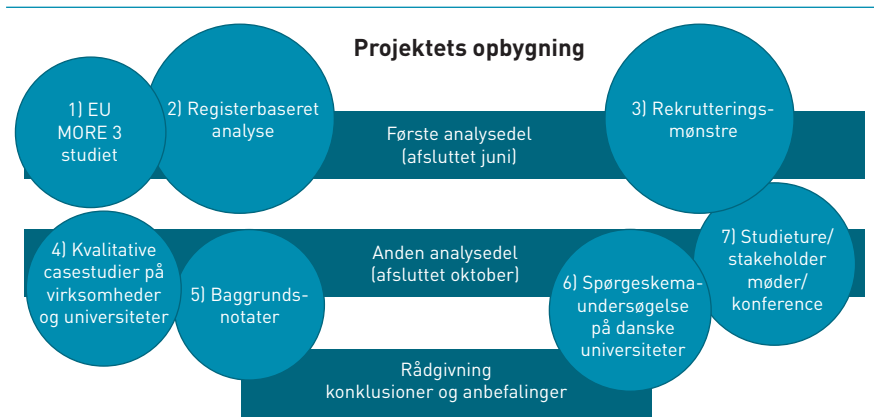 Projektets opbygning
1) EU
MORE 3
studiet
2) Registerbaseret
analyse
Første analysedel
(afsluttet juni)
3) Rekrutterings-
mønstre
4) Kvalitative
casestudier på
virksomheder
og universiteter
5) Baggrunds-
notater
Anden analysedel
(afsluttet oktober)
6) Spørgeskema-
undersøgelse
på danske
universiteter
7) Studieture/
stakeholder
møder/
konference
Rådgivning
konklusioner og anbefalinger